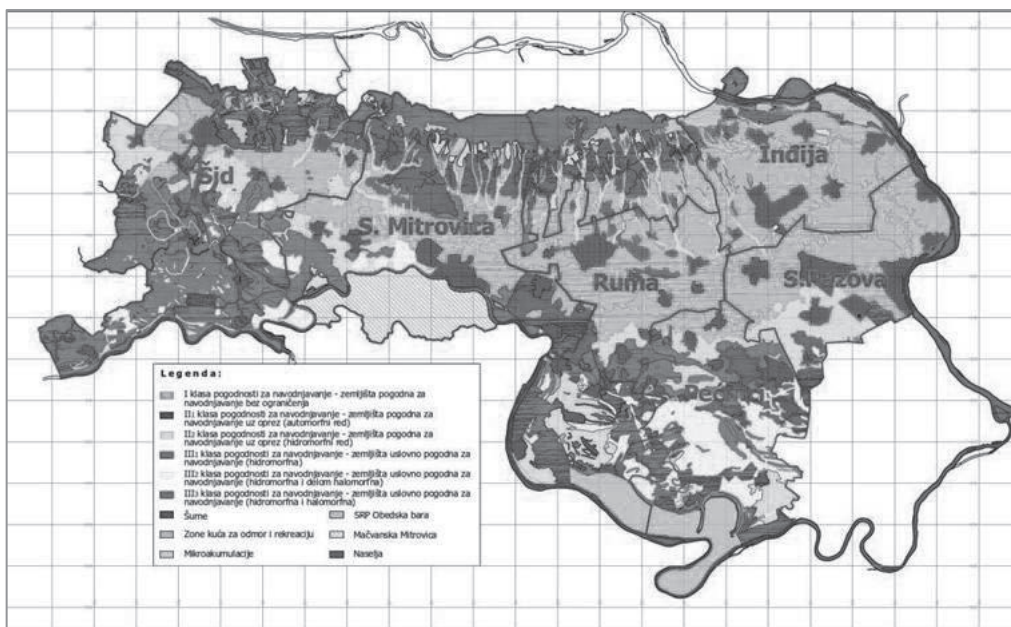 Šid
Inđija
S. Mitrovica
Ruma
S.Pazova
Legenda:
I klasa pogodnosti za navodnjavanje - zemljišta pogodna za
navodnjavanje bez ograničenja
II₁ klasa pogodnosti za navodnjavanje - zemljišta pogodna za
navodnjavanje uz oprez (automorfni red)
II₂ klasa pogodnosti za navodnjavanje - zemljišta pogodna za
navodnjavanje uz oprez (hidromorfni red)
III₁ klasa pogodnosti za navodnjavanje - zemljišta uslovno pogodna za
navodnjavanje (hidromorfna)
III₂ klasa pogodnosti za navodnjavanje - zemljišta uslovno pogodna za
navodnjavanje (hidromorfna i delom halomorfna)
III₃ klasa pogodnosti za navodnjavanje - zemljišta uslovno pogodna za
navodnjavanje (hidromorfna i halomorfna)
Šume
SRP Obedska bara
Zone kuća za odmor i rekreaciju
Mačvanska Mitrovica
Mikroakumulacije
Naselja